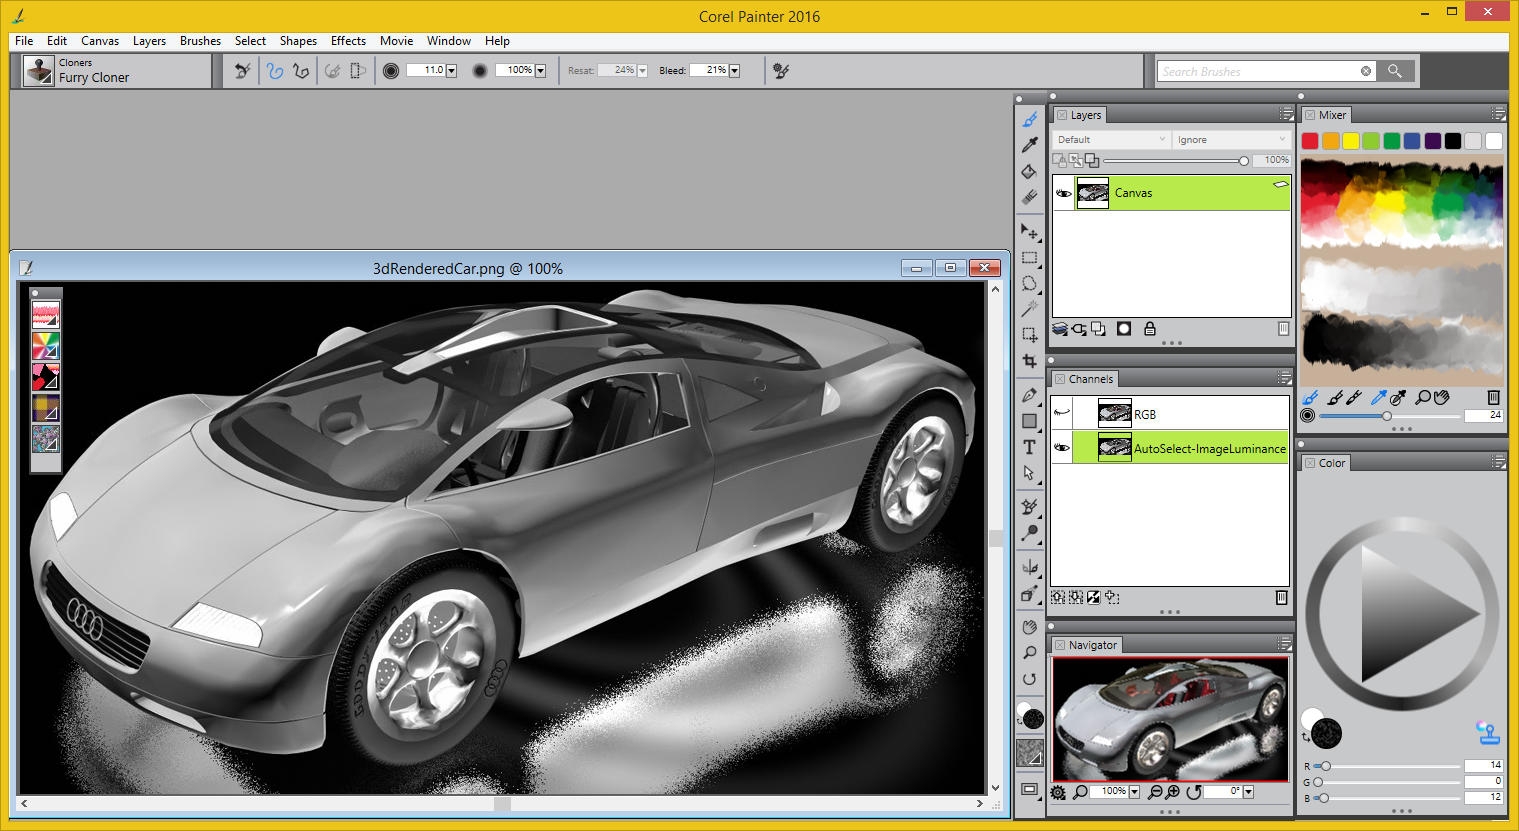 Corel Painter 2016
File Edit Canvas Layers Brushes Select Shapes Effects Movie Window Help
Cloners
Furry Cloner
11.0
100%
Resat: 24%
Bleed: 21%
Search Brushes
Layers
Default
Ignore
100%
Canvas
Mixer
24
3dRenderedCar.png @ 100%
Channels
RGB
AutoSelect-ImageLuminance
Navigator
100%
0°
Color
R 14
G 0
B 12
T